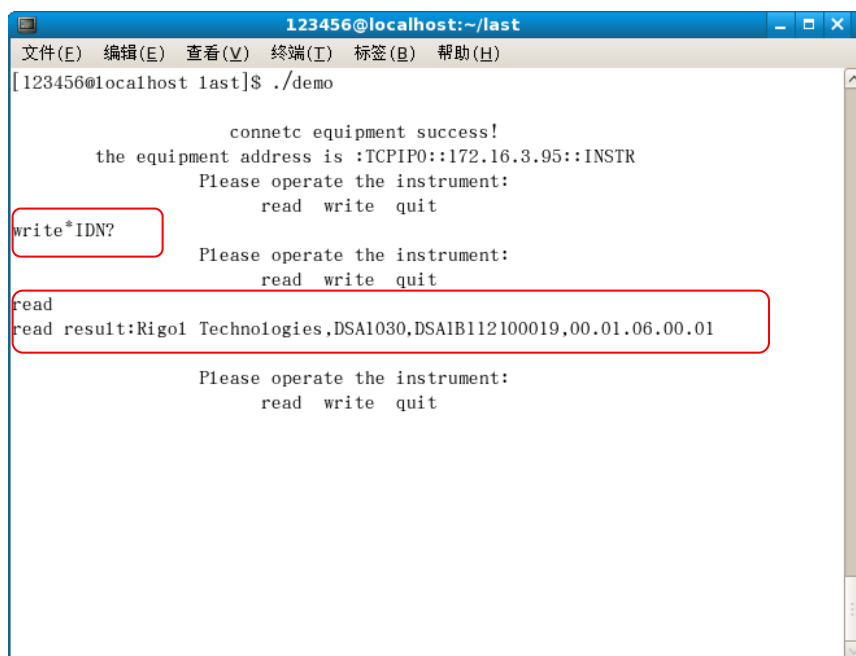 123456@localhost:~/last
文件(F) 编辑(E) 查看(V) 终端(T) 标签(B) 帮助(H)
[123456@localhost last]$ ./demo
connetc equipment success!
the equipment address is :TCPIP0::172.16.3.95::INSTR
Please operate the instrument:
read write quit
write*IDN?
Please operate the instrument:
read write quit
read
read result:Rigol Technologies,DSA1030,DSA1B112100019,00.01.06.00.01
Please operate the instrument:
read write quit